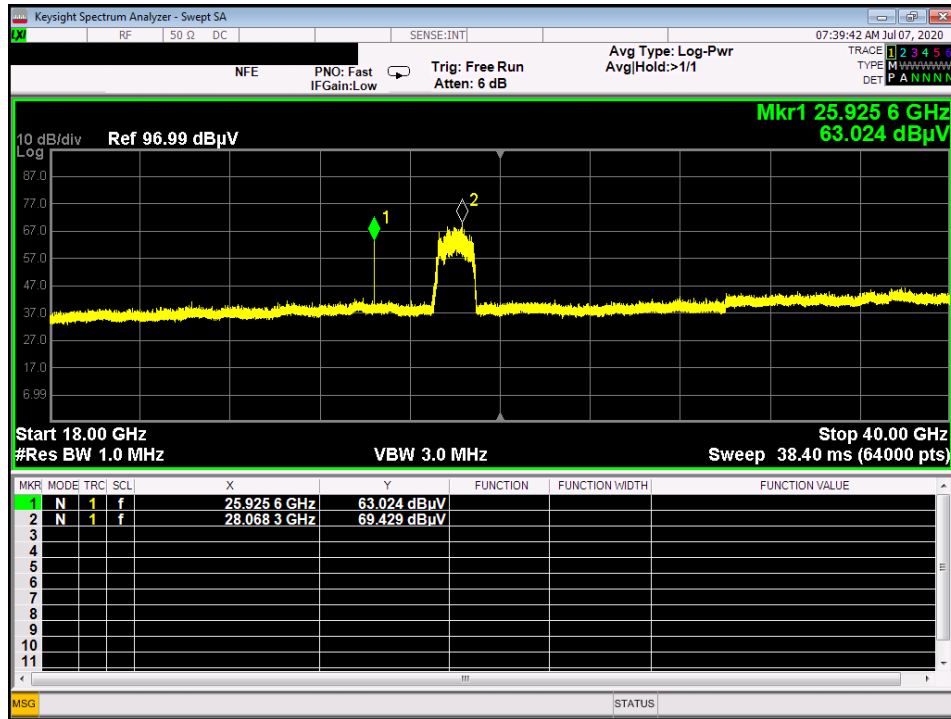 Keysight Spectrum Analyzer - Swept SA
LXI RF 50 Ω DC SENSE:INT 07:39:42 AM Jul 07, 2020
NFE PNO: Fast IFGain:Low Trig: Free Run Atten: 6 dB Avg Type: Log-Pwr Avg|Hold:>1/1
TRACE 1 2 3 4 5 6
TYPE M WWWWW
DET P A N N N N
Mkr1 25.925 6 GHz
63.024 dBµV
10 dB/div Ref 96.99 dBµV
Log
87.0
77.0
67.0
57.0
47.0
37.0
27.0
17.0
6.99
1
2
Start 18.00 GHz Stop 40.00 GHz
#Res BW 1.0 MHz VBW 3.0 MHz Sweep 38.40 ms (64000 pts)
MKR MODE TRC SCL X Y FUNCTION FUNCTION WIDTH FUNCTION VALUE
1 N 1 f 25.925 6 GHz 63.024 dBµV
2 N 1 f 28.068 3 GHz 69.429 dBµV
3
4
5
6
7
8
9
10
11
MSG STATUS